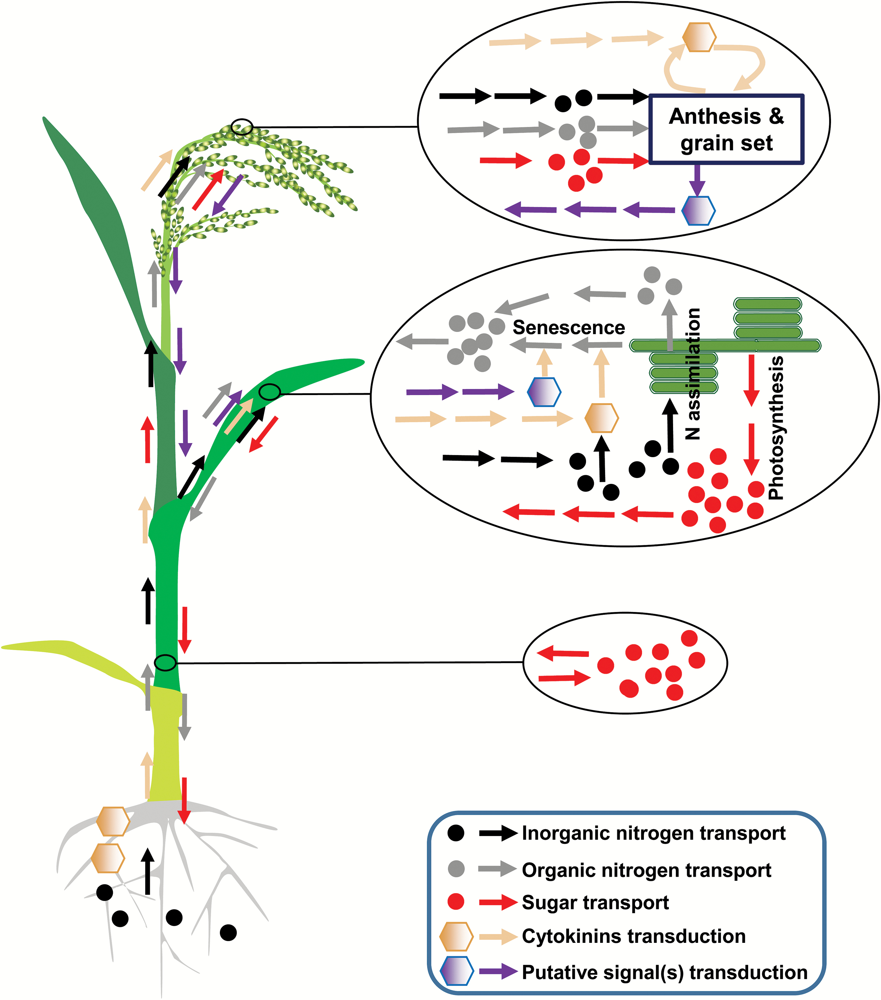 Anthesis &
grain set
Senescence
N assimilation
Photosynthesis
Inorganic nitrogen transport
Organic nitrogen transport
Sugar transport
Cytokinins transduction
Putative signal(s) transduction